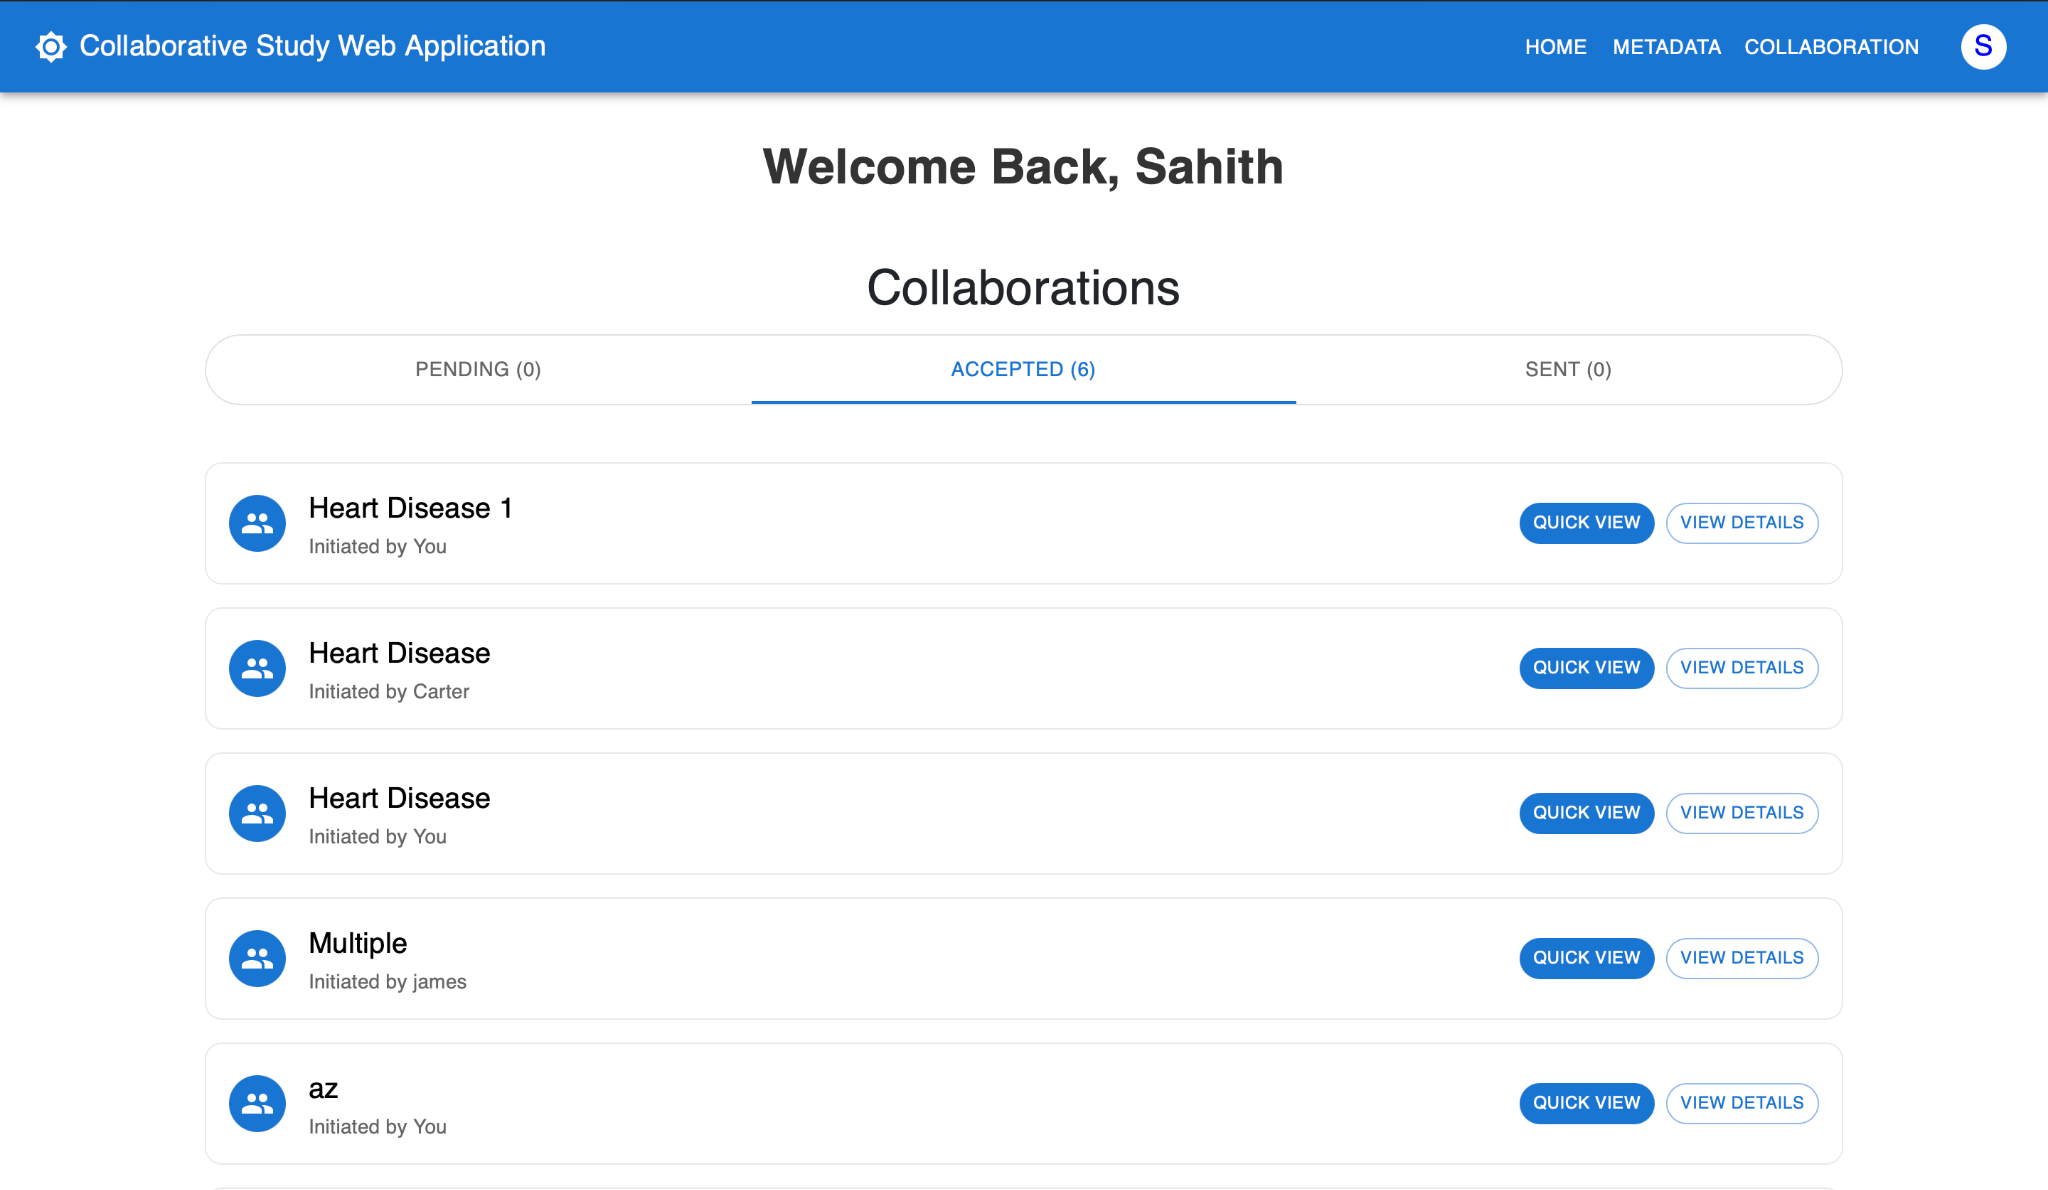 Collaborative Study Web Application
HOME METADATA COLLABORATION S
Welcome Back, Sahith
Collaborations
PENDING (0) ACCEPTED (6) SENT (0)
Heart Disease 1
Initiated by You
QUICK VIEW VIEW DETAILS
Heart Disease
Initiated by Carter
QUICK VIEW VIEW DETAILS
Heart Disease
Initiated by You
QUICK VIEW VIEW DETAILS
Multiple
Initiated by james
QUICK VIEW VIEW DETAILS
az
Initiated by You
QUICK VIEW VIEW DETAILS